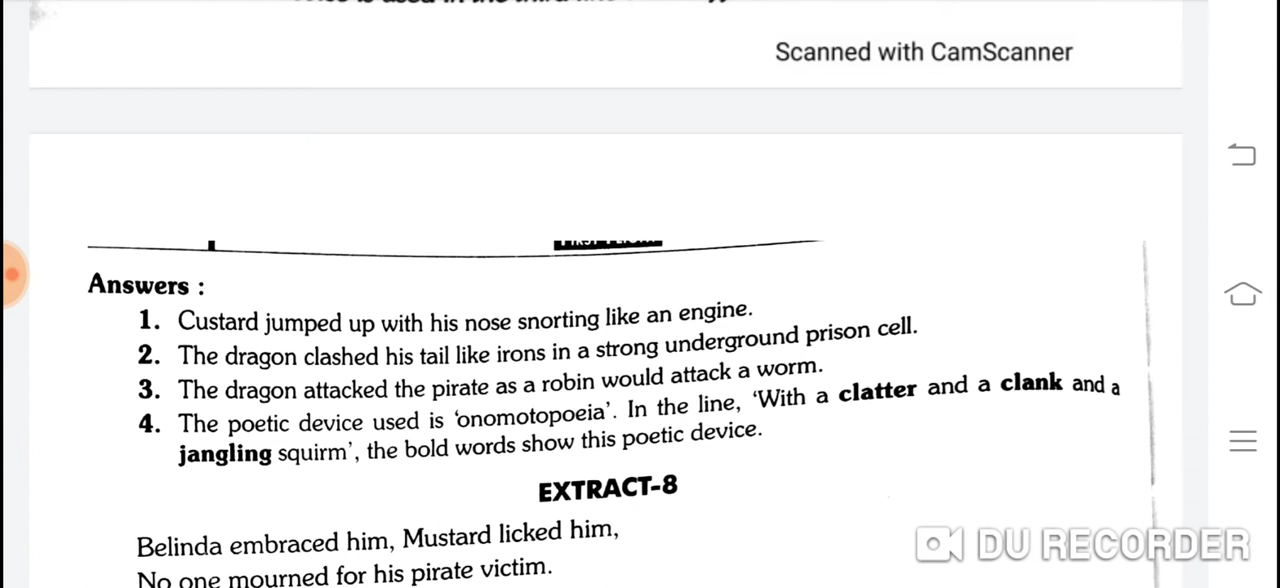 Scanned with CamScanner
Answers :
1. Custard jumped up with his nose snorting like an engine.
2. The dragon clashed his tail like irons in a strong underground prison cell.
3. The dragon attacked the pirate as a robin would attack a worm.
4. The poetic device used is ‘onomotopoeia’. In the line, ‘With a clatter and a clank and a
jangling squirm’, the bold words show this poetic device.
EXTRACT-8
Belinda embraced him, Mustard licked him,
No one mourned for his pirate victim.
DU RECORDER